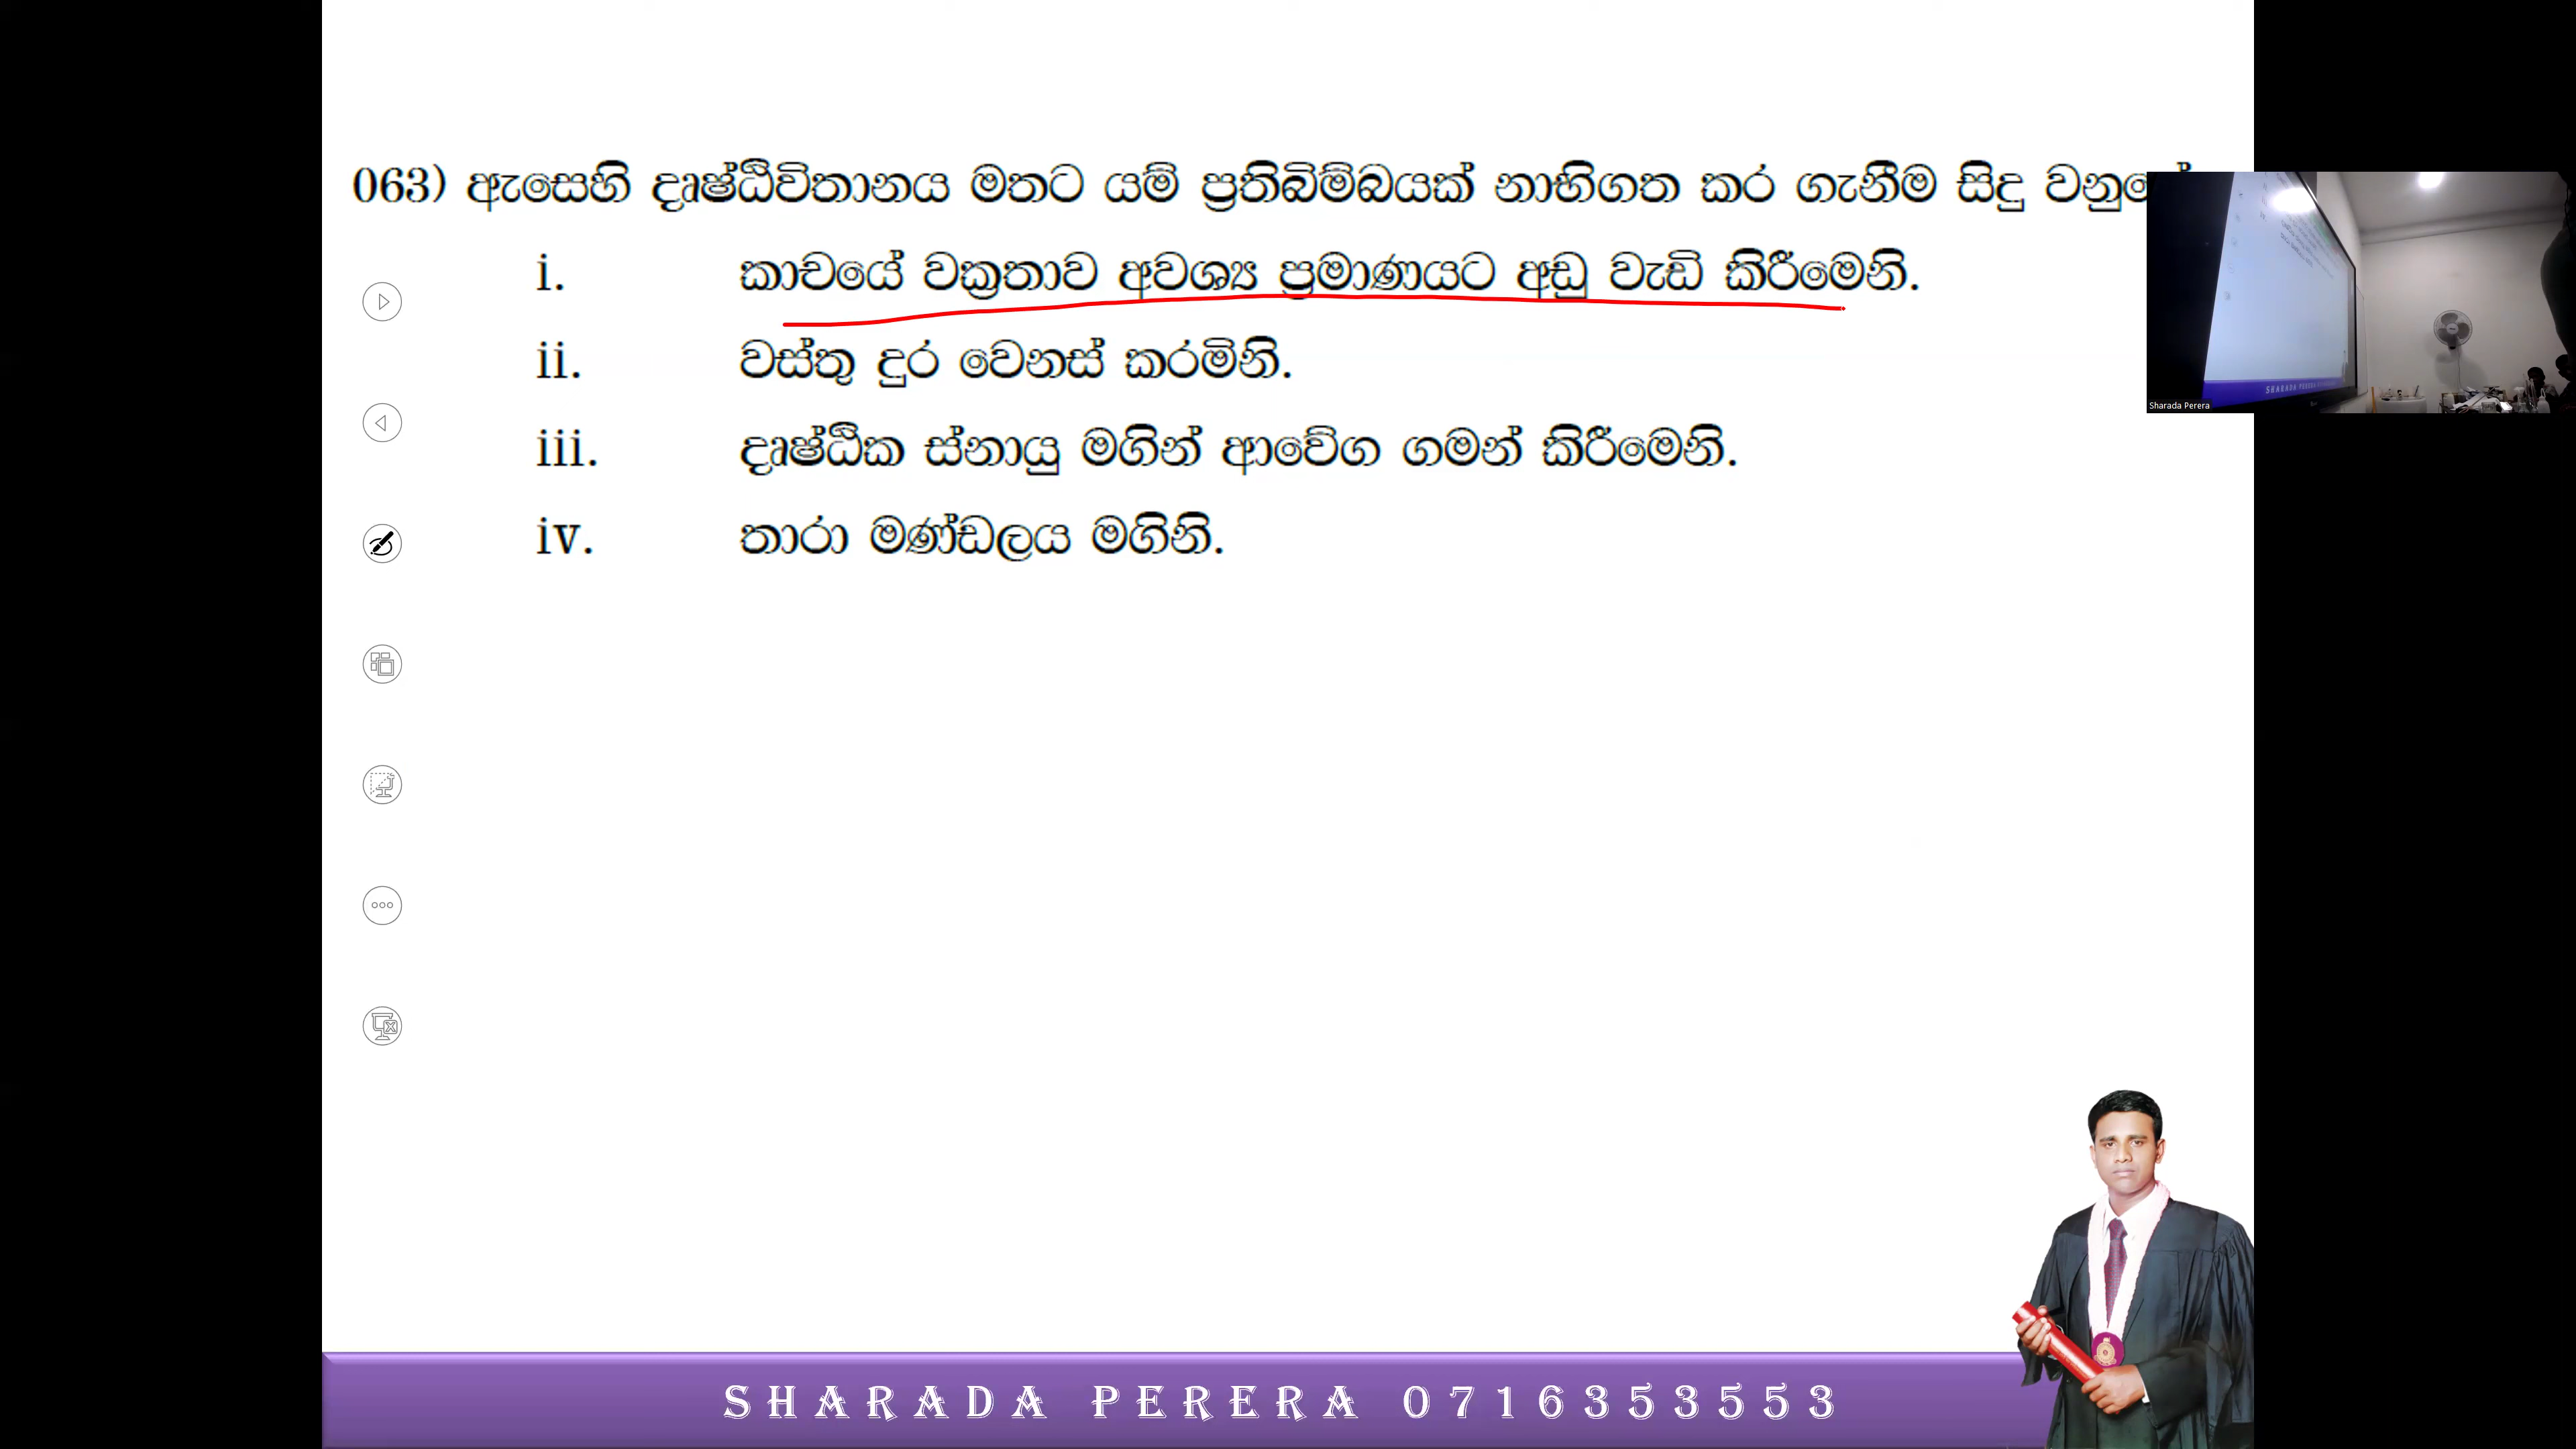 063) ඇසෙහි දෘෂ්ඨිවිතානය මතට යම් ප්‍රතිබිම්බයක් නාභිගත කර ගැනීම සිදු
i. කාචයේ වක්‍රතාව අවශ්‍ය ප්‍රමාණයට අඩු වැඩි කිරීමෙනි.
ii. වස්තු දුර වෙනස් කරමිනි.
iii. දෘෂ්ඨික ස්නායු මගින් ආවේග ගමන් කිරීමෙනි.
iv. තාරා මණ්ඩලය මගිනි.
Sharada Perera
SHARADA PERERA 0716353553